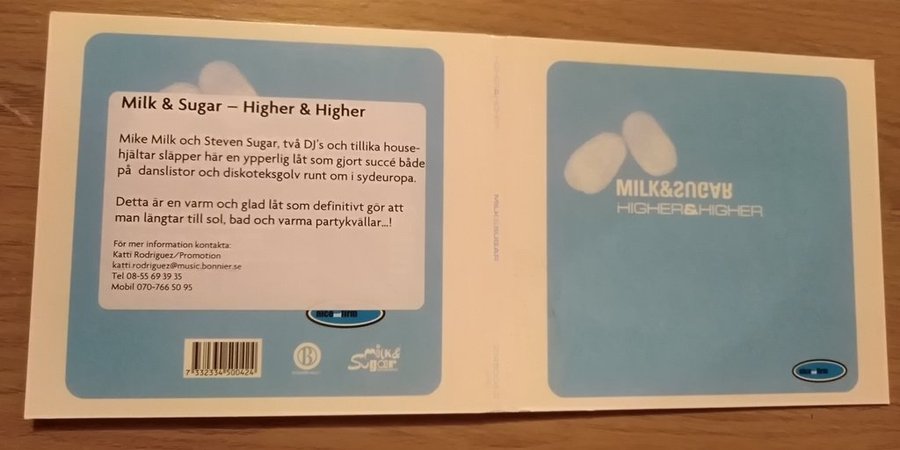 Milk & Sugar – Higher & Higher
Mike Milk och Steven Sugar, två DJ's och tillika house-
hjältar släpper här en ypperlig låt som gjort succé både
på danslistor och diskoteksgolv runt om i sydeuropa.
Detta är en varm och glad låt som definitivt gör att
man längtar till sol, bad och varma partykvällar...!
För mer information kontakta:
Katti Rodriguez/Promotion
katti.rodriguez@music.bonnier.se
Tel 08-55 69 39 35
Mobil 070-766 50 95
7 332334 500424
B
Milk&
Sugar
MILK&SUGAR
MILK&SUGAR
HIGHER&HIGHER